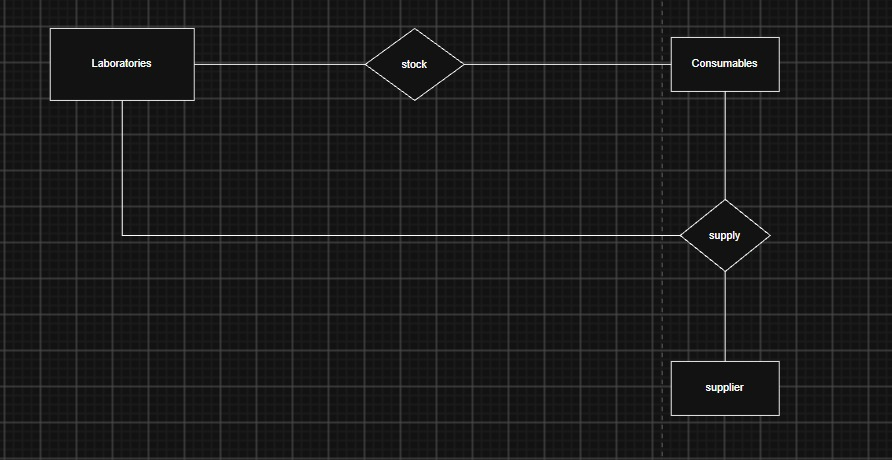 Laboratories
stock
Consumables
supply
supplier